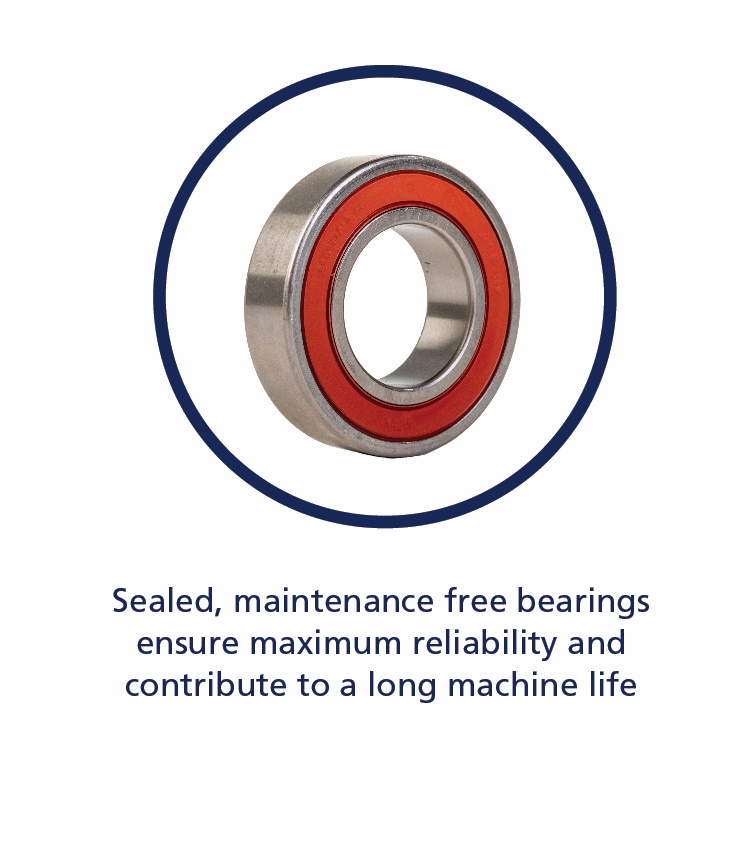 Sealed, maintenance free bearings
ensure maximum reliability and
contribute to a long machine life